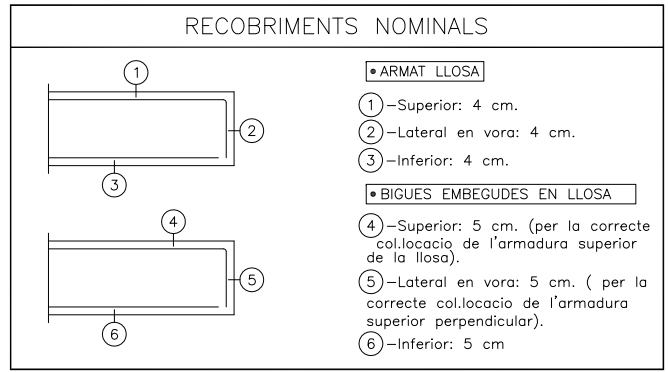 RECOBRIMENTS NOMINALS
• ARMAT LLOSA
1 -Superior: 4 cm.
2 -Lateral en vora: 4 cm.
3 -Inferior: 4 cm.
• BIGUES EMBEGUDES EN LLOSA
4 -Superior: 5 cm. (per la correcte
col.locacio de l'armadura superior
de la llosa).
5 -Lateral en vora: 5 cm. ( per la
correcte col.locacio de l'armadura
superior perpendicular).
6 -Inferior: 5 cm
1
2
3
4
5
6